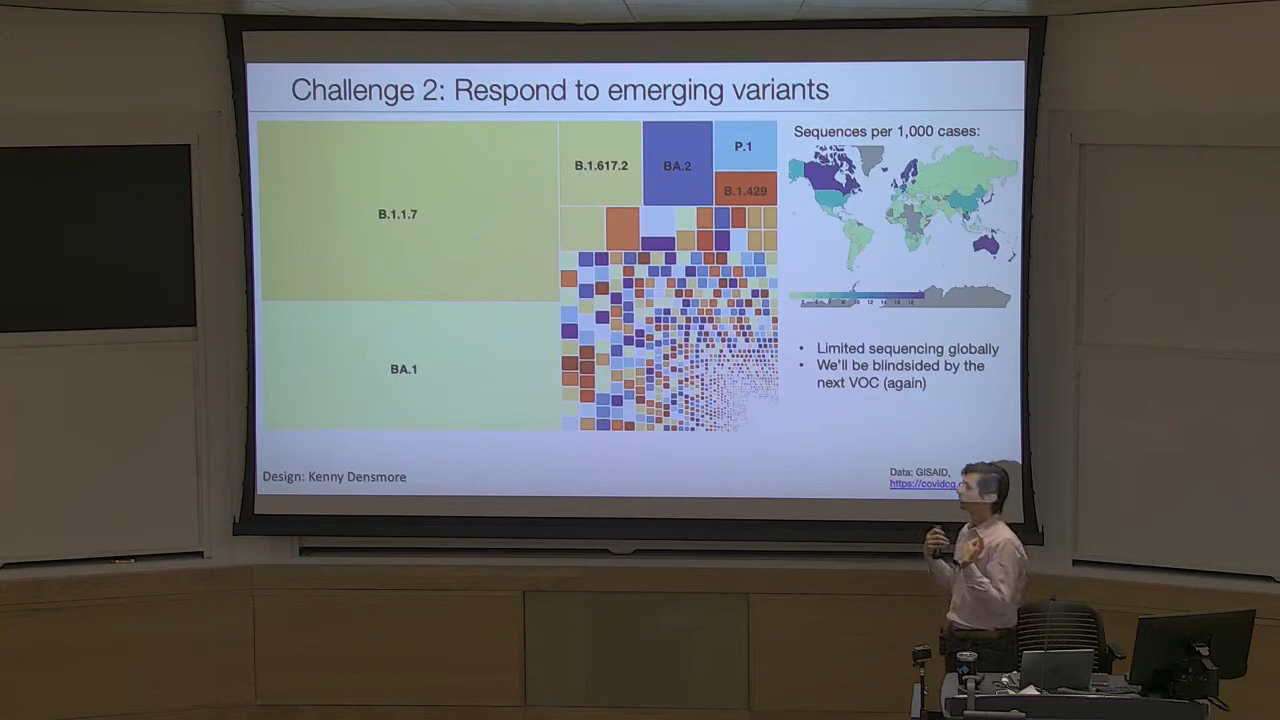 Challenge 2: Respond to emerging variants
B.1.1.7
BA.1
B.1.617.2
BA.2
P.1
B.1.429
Sequences per 1,000 cases:
• Limited sequencing globally
• We'll be blindsided by the
next VOC (again)
Design: Kenny Densmore
Data: GISAID,